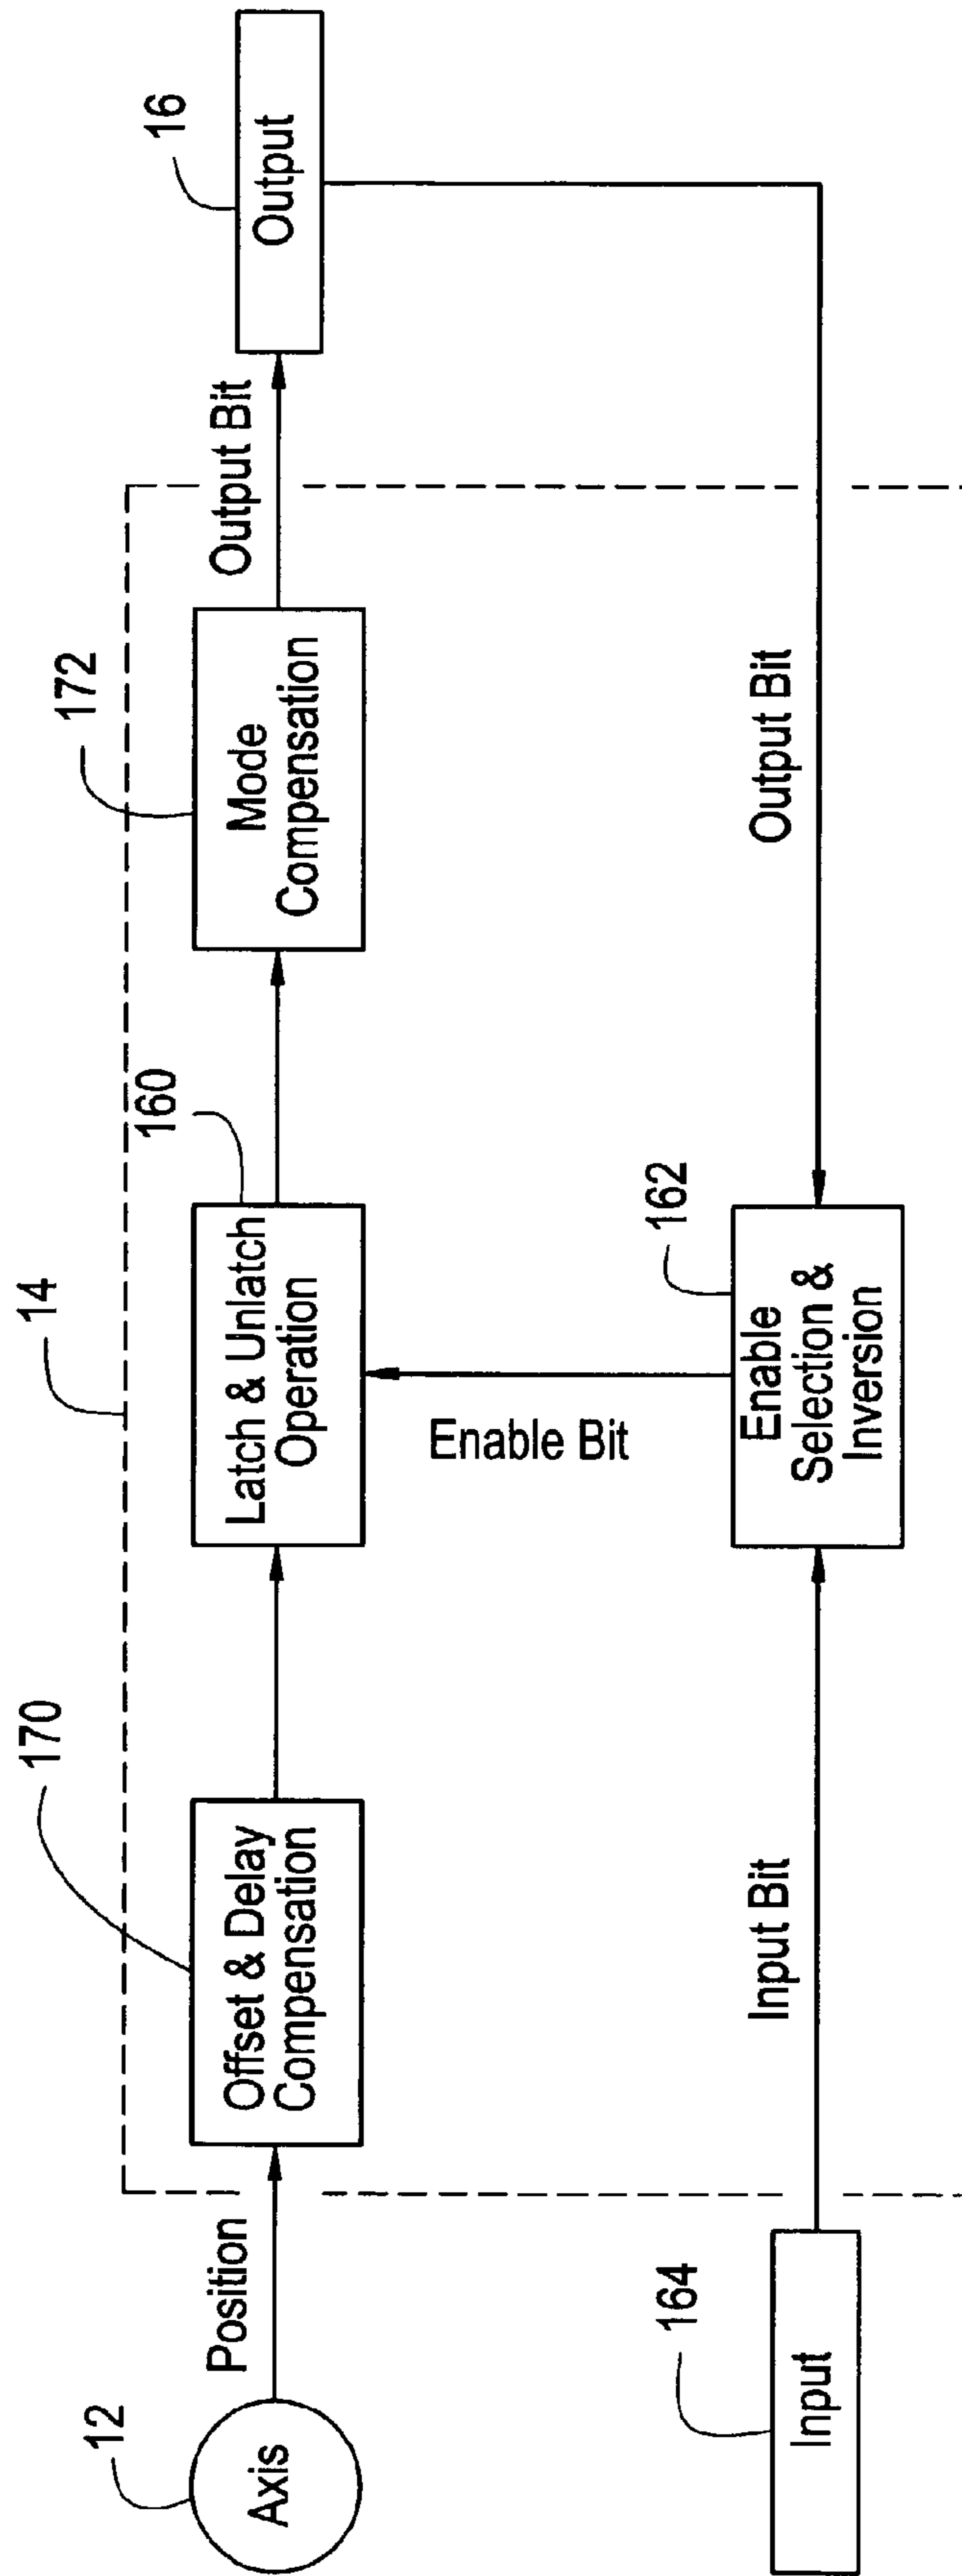 14
12
Axis
Position
170
Offset & Delay
Compensation
160
Latch & Unlatch
Operation
172
Mode
Compensation
Output Bit
16
Output
Enable Bit
164
Input
Input Bit
162
Enable
Selection &
Inversion
Output Bit